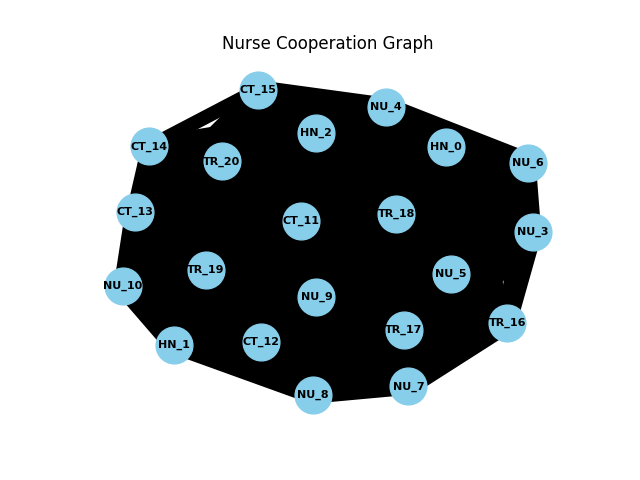 Nurse Cooperation Graph
CT_15
NU_4
HN_2
CT_14
HN_0
TR_20
NU_6
CT_13
TR_18
CT_11
NU_3
TR_19
NU_5
NU_10
NU_9
TR_16
TR_17
CT_12
HN_1
NU_7
NU_8